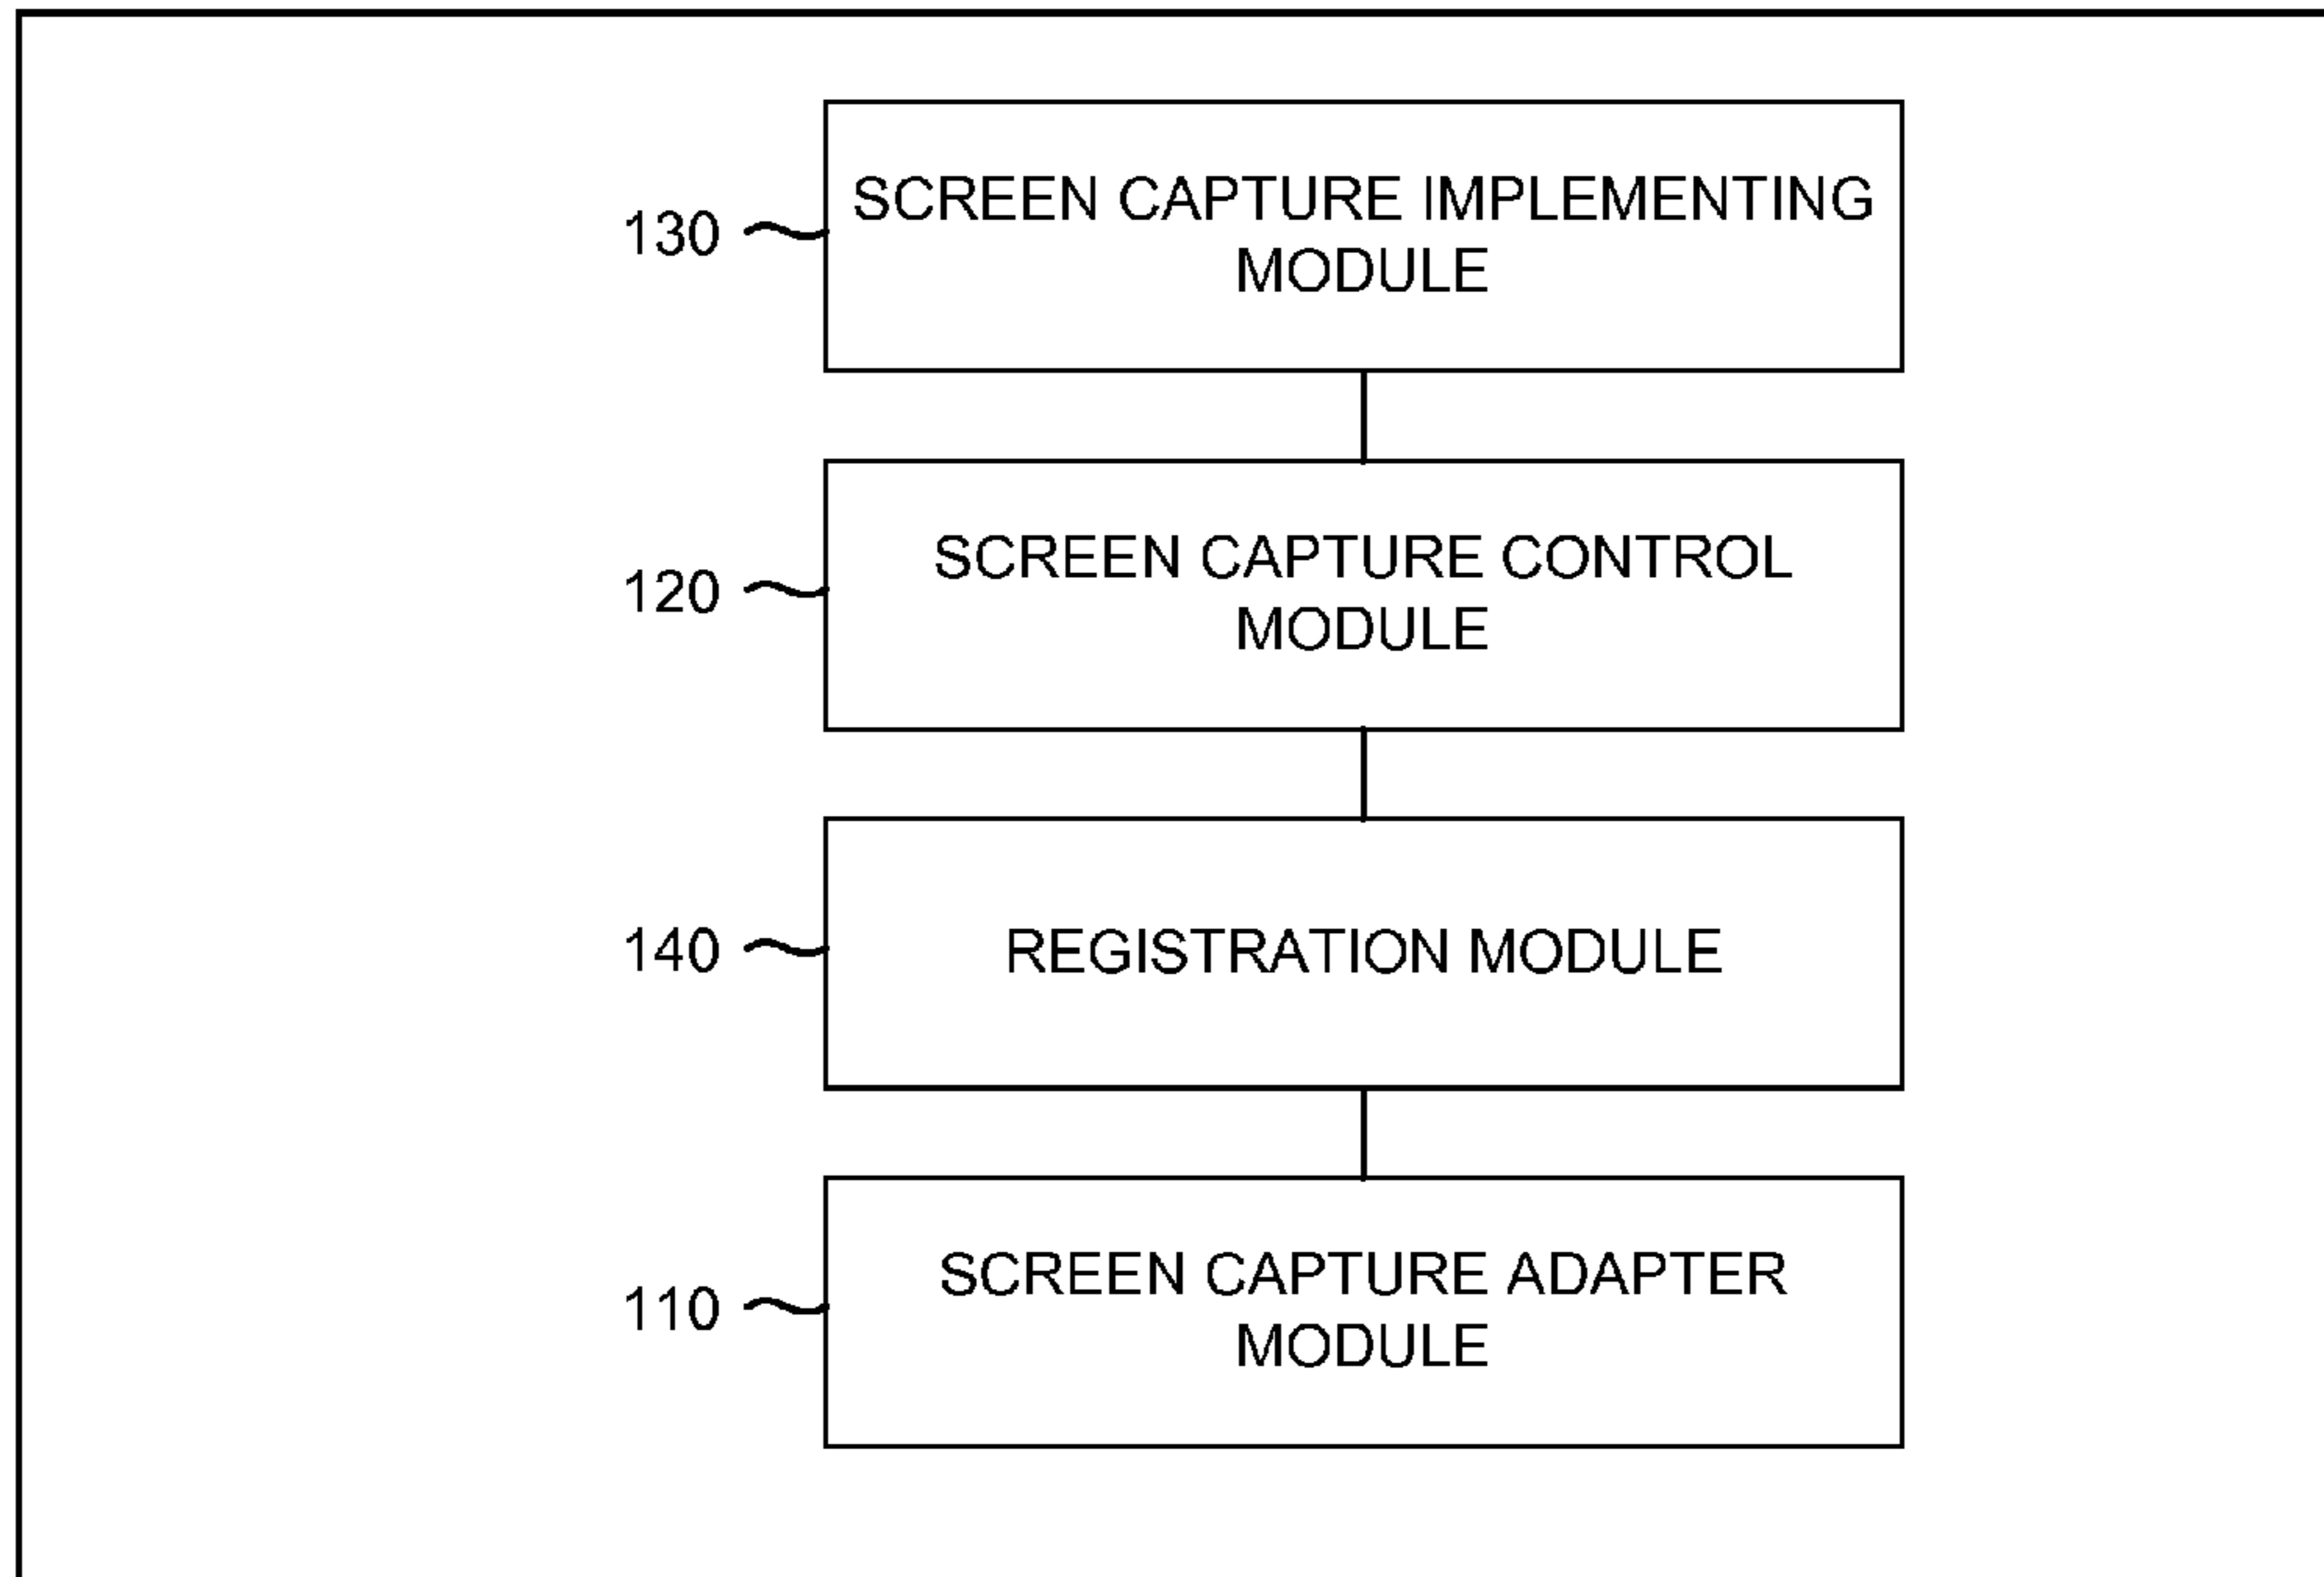 130
SCREEN CAPTURE IMPLEMENTING
MODULE
120
SCREEN CAPTURE CONTROL
MODULE
140
REGISTRATION MODULE
110
SCREEN CAPTURE ADAPTER
MODULE